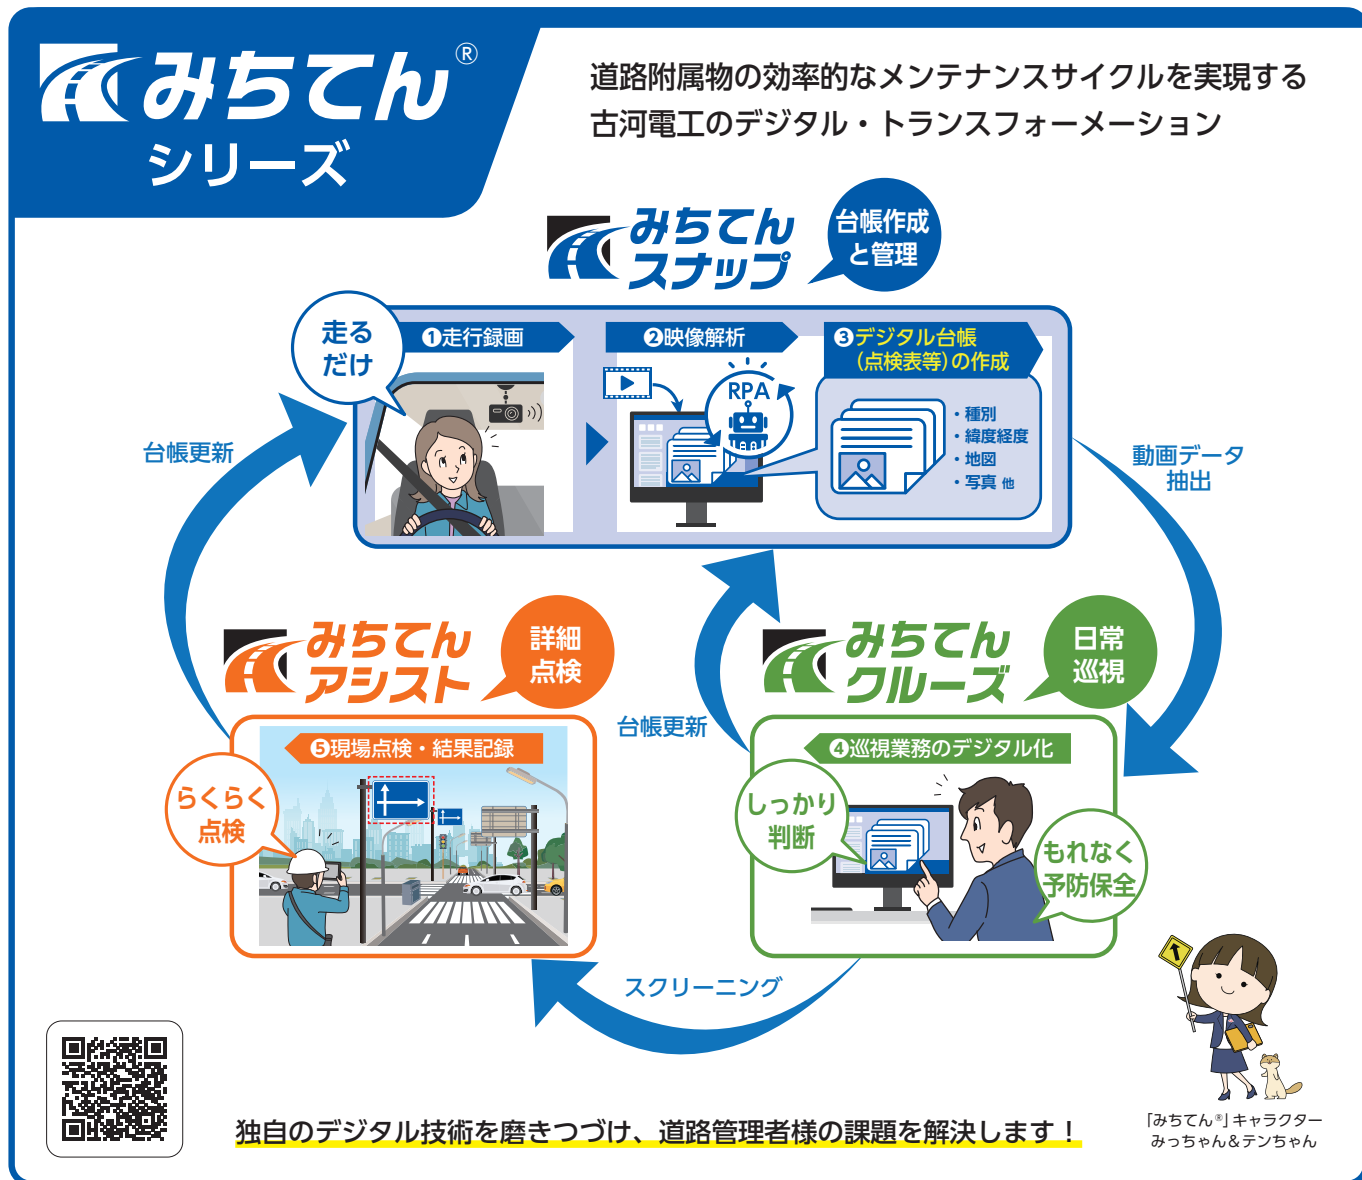 みちてん®
シリーズ
道路附属物の効率的なメンテナンスサイクルを実現する
古河電工のデジタル・トランスフォーメーション
みちてん
スナップ
台帳作成
と管理
走る
だけ
❶走行録画
❷映像解析
❸デジタル台帳
（点検表等）の作成
RPA
・種別
・緯度経度
・地図
・写真 他
台帳更新
動画データ
抽出
みちてん
アシスト
詳細
点検
台帳更新
みちてん
クルーズ
日常
巡視
❺現場点検・結果記録
らくらく
点検
❹巡視業務のデジタル化
しっかり
判断
もれなく
予防保全
スクリーニング
独自のデジタル技術を磨きつづけ、道路管理者様の課題を解決します！
「みちてん®」キャラクター
みっちゃん＆テンちゃん